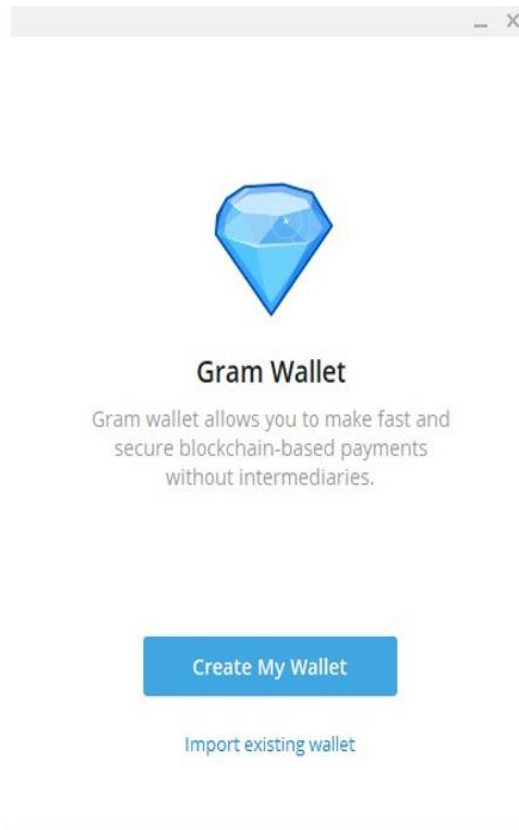 Gram Wallet
Gram wallet allows you to make fast and
secure blockchain-based payments
without intermediaries.
Create My Wallet
Import existing wallet